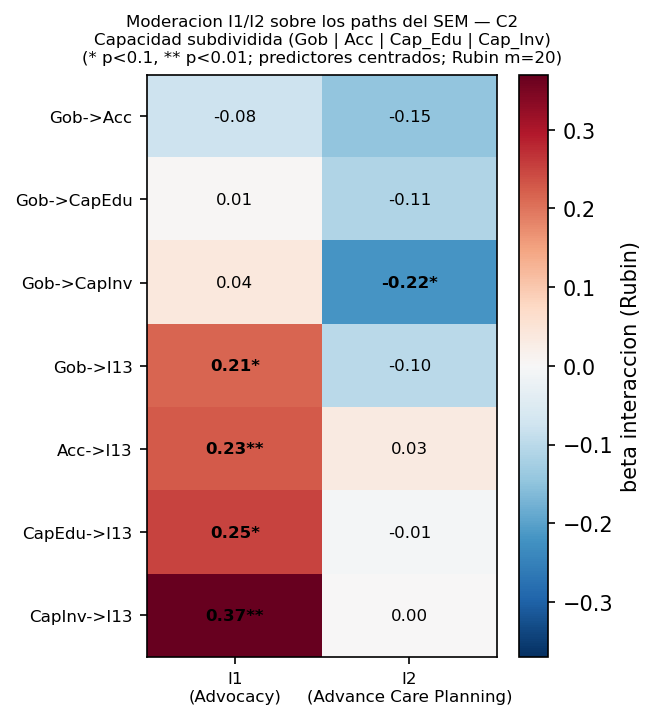 Moderacion I1/I2 sobre los paths del SEM — C2
Capacidad subdividida (Gob | Acc | Cap_Edu | Cap_Inv)
(* p<0.1, ** p<0.01; predictores centrados; Rubin m=20)
Gob->Acc -0.08 -0.15
Gob->CapEdu 0.01 -0.11
Gob->CapInv 0.04 -0.22*
Gob->I13 0.21* -0.10
Acc->I13 0.23** 0.03
CapEdu->I13 0.25* -0.01
CapInv->I13 0.37** 0.00
I1 I2
(Advocacy) (Advance Care Planning)
0.3
0.2
0.1
0.0
−0.1
−0.2
−0.3
beta interaccion (Rubin)